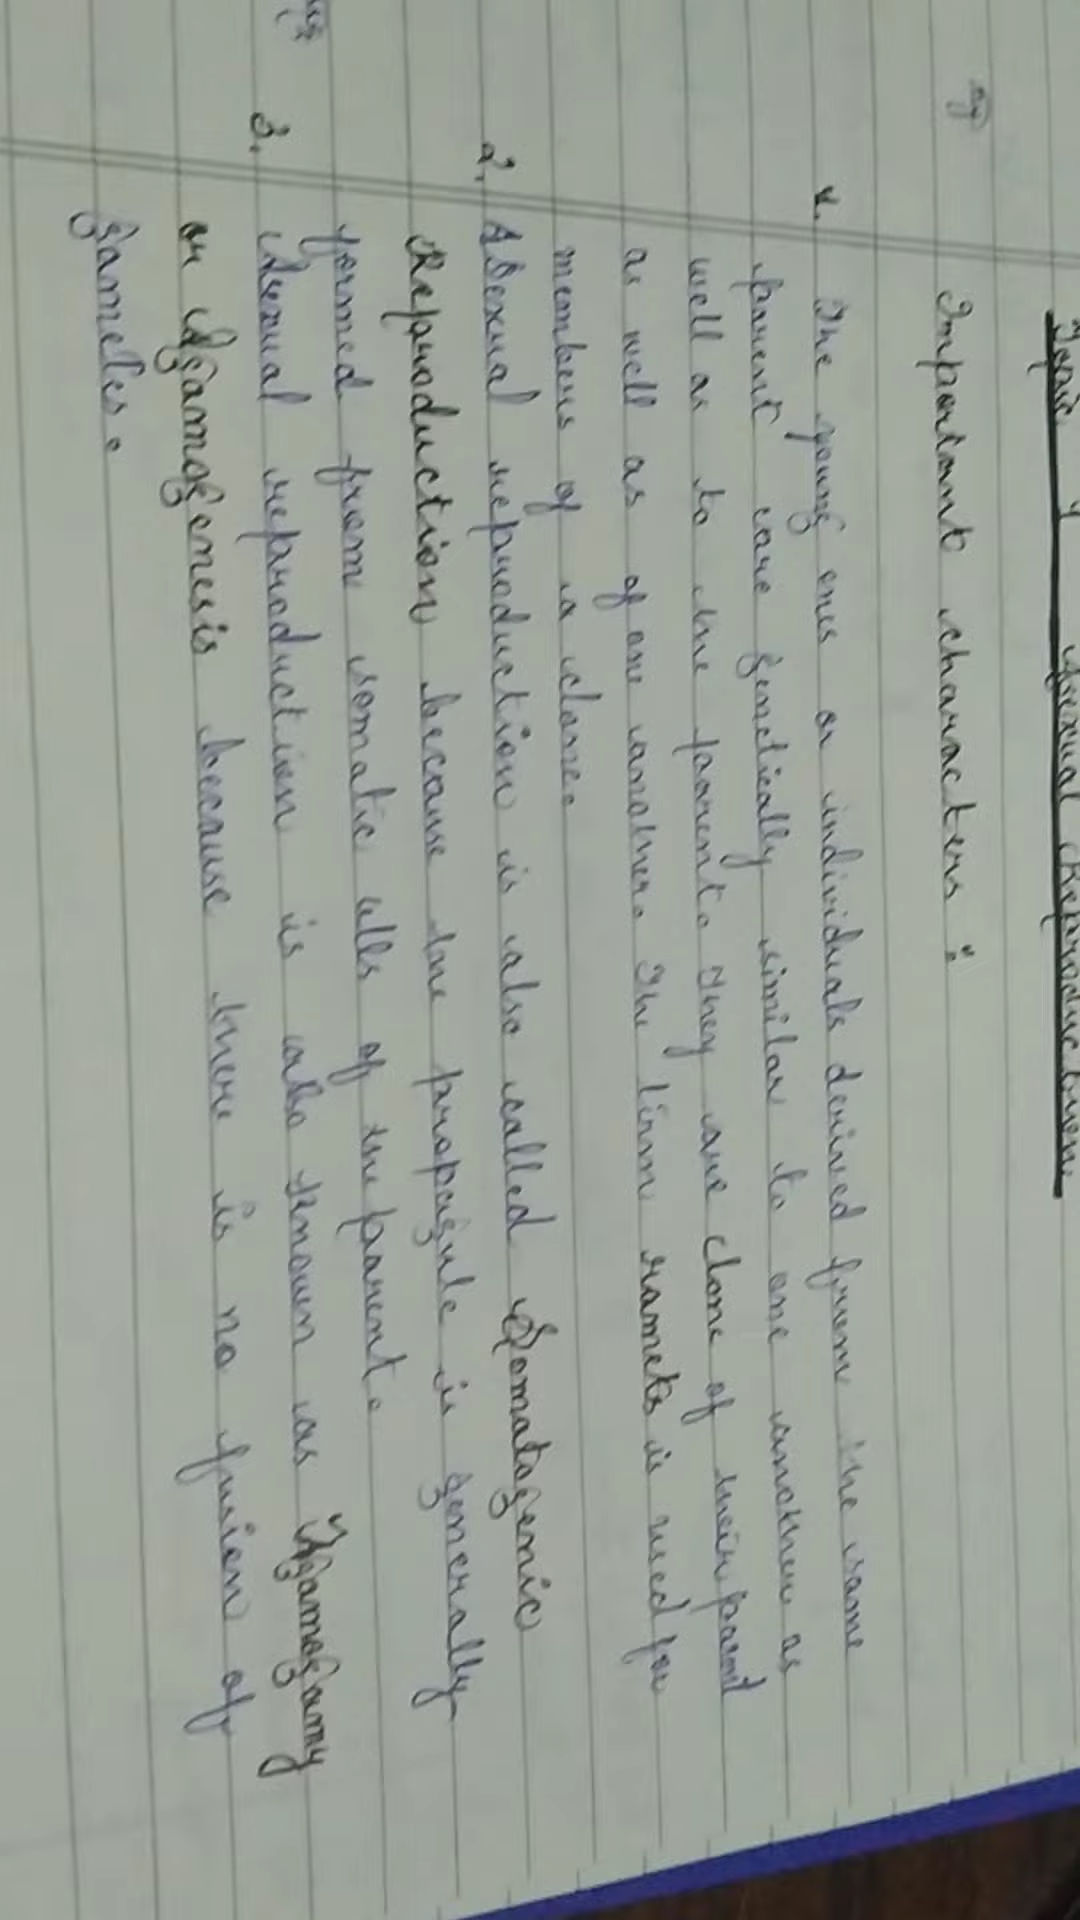 Topic 4 Asexual Reproduction
Important characters :
1. The young ones or individuals derived from the same
parent are genetically similar to one another as
well as to the parent. They are clone of their parent
as well as of one another. The term ramets is used for
members of a clone.
2. Asexual reproduction is also called Somatogenic
Reproduction because the propagule is generally
formed from somatic cells of the parent.
3. Asexual reproduction is also known as Agamogamy
or Agamogenesis because there is no fusion of
gametes.